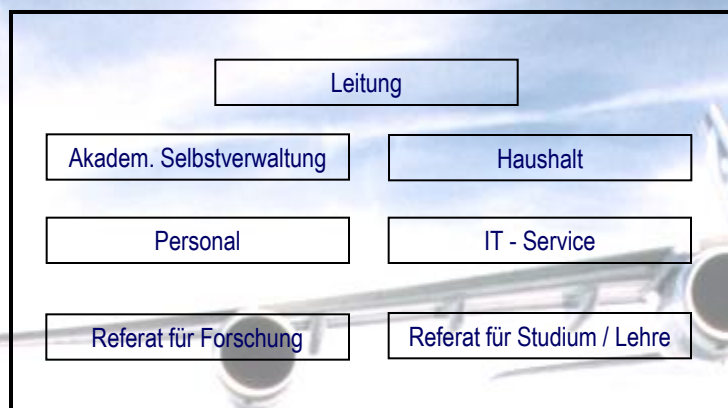 Leitung
Akadem. Selbstverwaltung
Haushalt
Personal
IT - Service
Referat für Forschung
Referat für Studium / Lehre